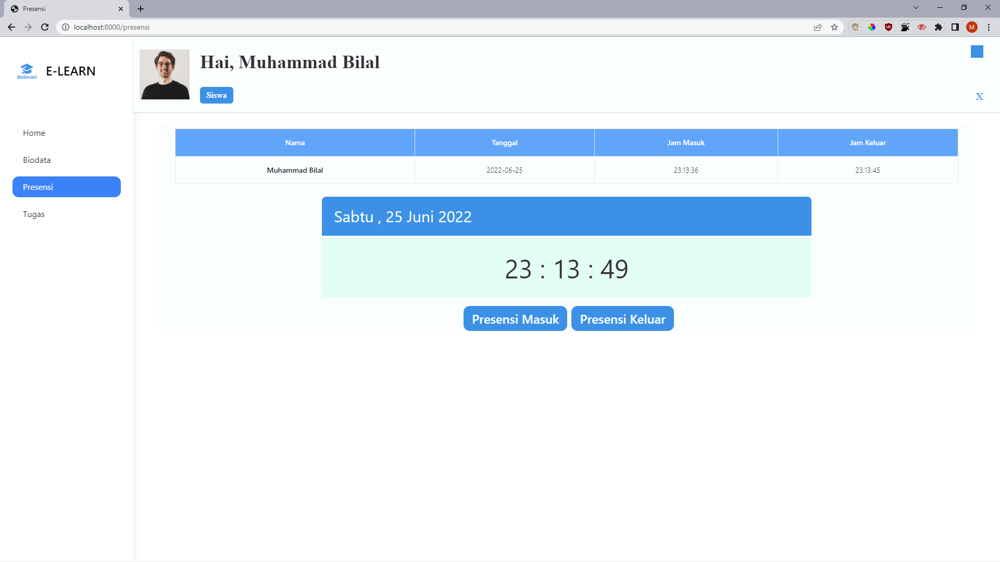 Presensi
localhost:8000/presensi
M
BeSmart
E-LEARN
Hai, Muhammad Bilal
Siswa
X
Home
Biodata
Presensi
Tugas
Nama Tanggal Jam Masuk Jam Keluar
Muhammad Bilal 2022-06-25 23:13:36 23:13:45
Sabtu , 25 Juni 2022
23 : 13 : 49
Presensi Masuk Presensi Keluar